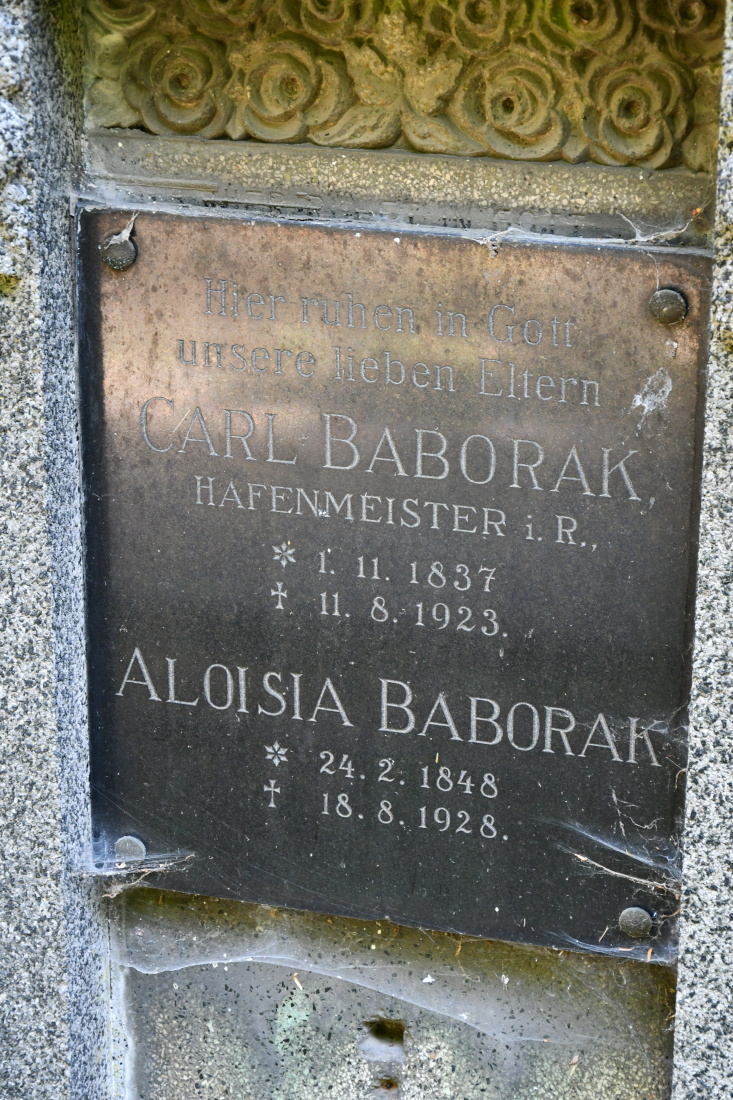 Hier ruhen in Gott
unsere lieben Eltern
CARL BABORAK,
HAFENMEISTER i. R.,
* 1. 11. 1837
† 11. 8. 1923.
ALOISIA BABORAK
* 24. 2. 1848
† 18. 8. 1928.